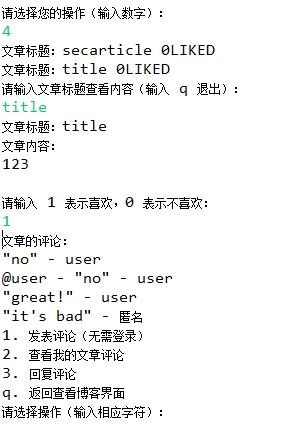 请选择您的操作（输入数字）：
4
文章标题：secarticle 0LIKED
文章标题：title 0LIKED
请输入文章标题查看内容（输入 q 退出）：
title
文章标题：title
文章内容：
123
请输入 1 表示喜欢，0 表示不喜欢：
1
文章的评论：
"no" - user
@user - "no" - user
"great!" - user
"it's bad" - 匿名
1. 发表评论（无需登录）
2. 查看我的文章评论
3. 回复评论
q. 返回查看博客界面
请选择操作（输入相应字符）：